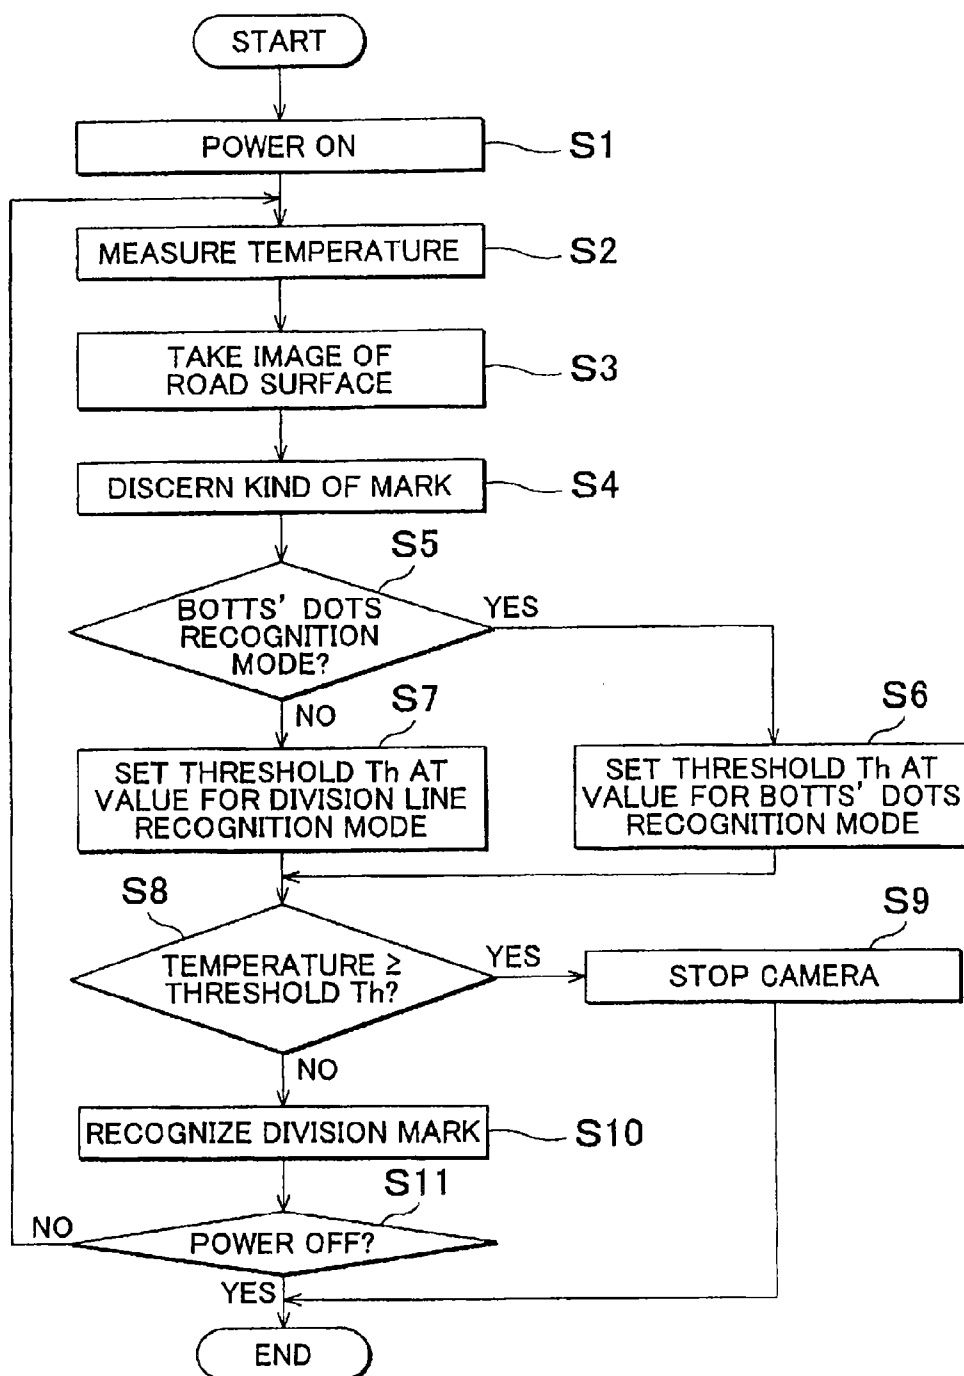 START
POWER ON
S1
MEASURE TEMPERATURE
S2
TAKE IMAGE OF
ROAD SURFACE
S3
DISCERN KIND OF MARK
S4
S5
BOTTS' DOTS
RECOGNITION
MODE?
YES
NO
S7
SET THRESHOLD Th AT
VALUE FOR DIVISION LINE
RECOGNITION MODE
S6
SET THRESHOLD Th AT
VALUE FOR BOTTS' DOTS
RECOGNITION MODE
S8
TEMPERATURE ≥
THRESHOLD Th?
YES
S9
STOP CAMERA
NO
RECOGNIZE DIVISION MARK
S10
S11
NO
POWER OFF?
YES
END